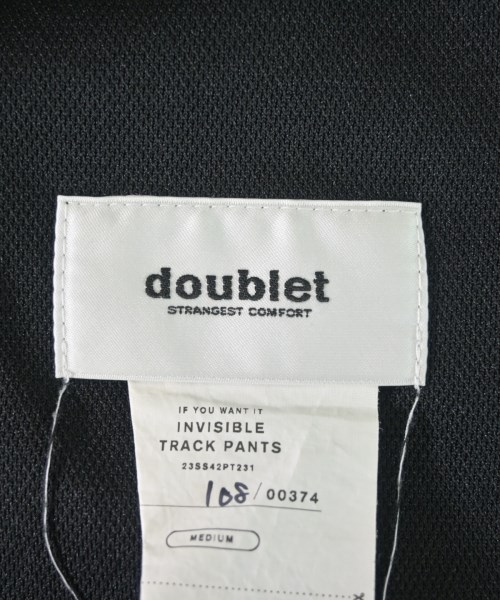 doublet
STRANGEST COMFORT
IF YOU WANT IT
INVISIBLE
TRACK PANTS
23SS42PT231
108/00374
MEDIUM